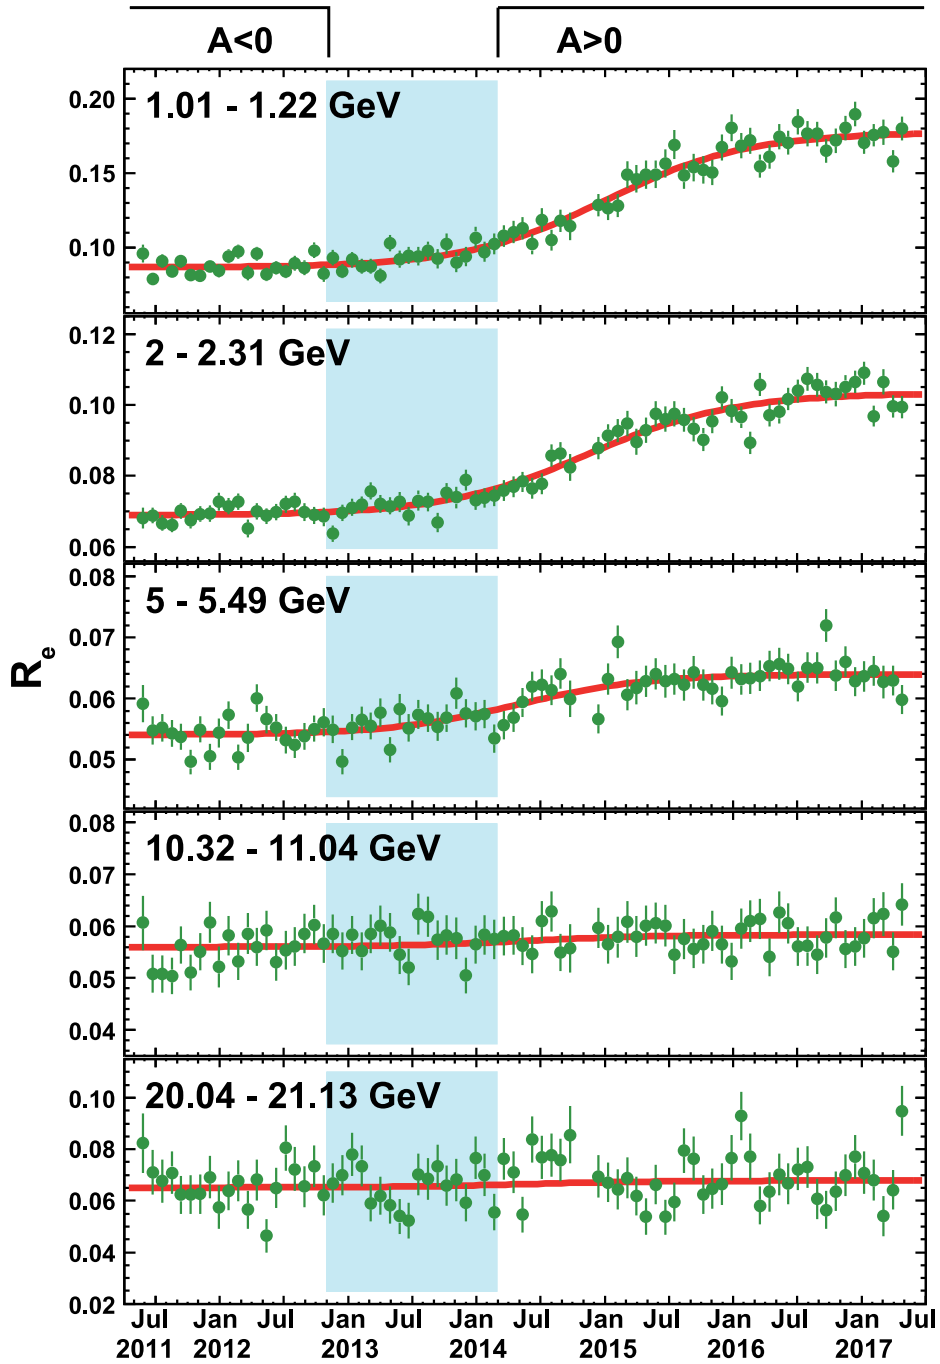 A<0 A>0
1.01 - 1.22 GeV
0.20
0.15
0.10
2 - 2.31 GeV
0.12
0.10
0.08
0.06
5 - 5.49 GeV
0.08
0.07
0.06
0.05
R_e
10.32 - 11.04 GeV
0.08
0.07
0.06
0.05
0.04
20.04 - 21.13 GeV
0.10
0.08
0.06
0.04
0.02
Jul Jan Jul Jan Jul Jan Jul Jan Jul Jan Jul Jan Jul
2011 2012 2013 2014 2015 2016 2017